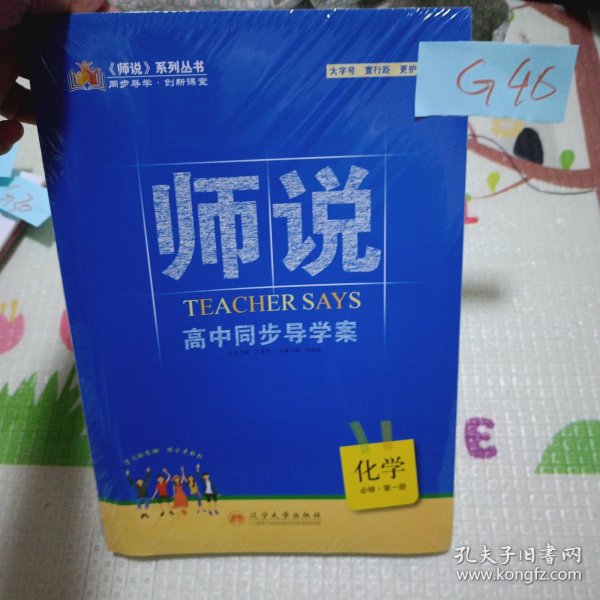 《师说》系列丛书
同步导学·创新课堂
大字号 宽行距 更护
G46
师说
TEACHER SAYS
高中同步导学案
化学
必修·第一册
辽宁大学出版社
孔夫子旧书网
www.kongfz.com